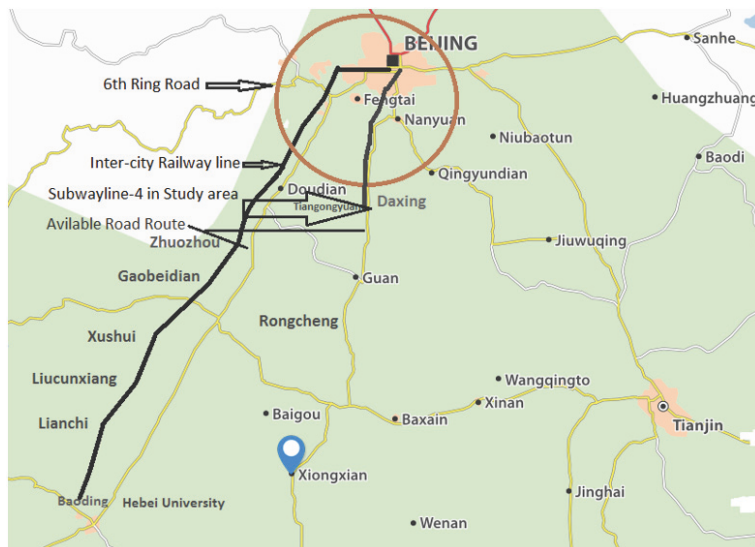 BEIJING
Sanhe
6th Ring Road
Fengtai
Huangzhuang
Nanyuan
Niubaotun
Baodi
Inter-city Railway line
Qingyundian
Subwayline-4 in Study area
Doudian
Tiangongyuan
Daxing
Avilable Road Route
Zhuozhou
Jiuwuqing
Gaobeidian
Guan
Rongcheng
Xushui
Liucunxiang
Wangqingto
Xinan
Lianchi
Baigou
Baxain
Tianjin
Xiongxian
Baoding
Hebei University
Jinghai
Wenan